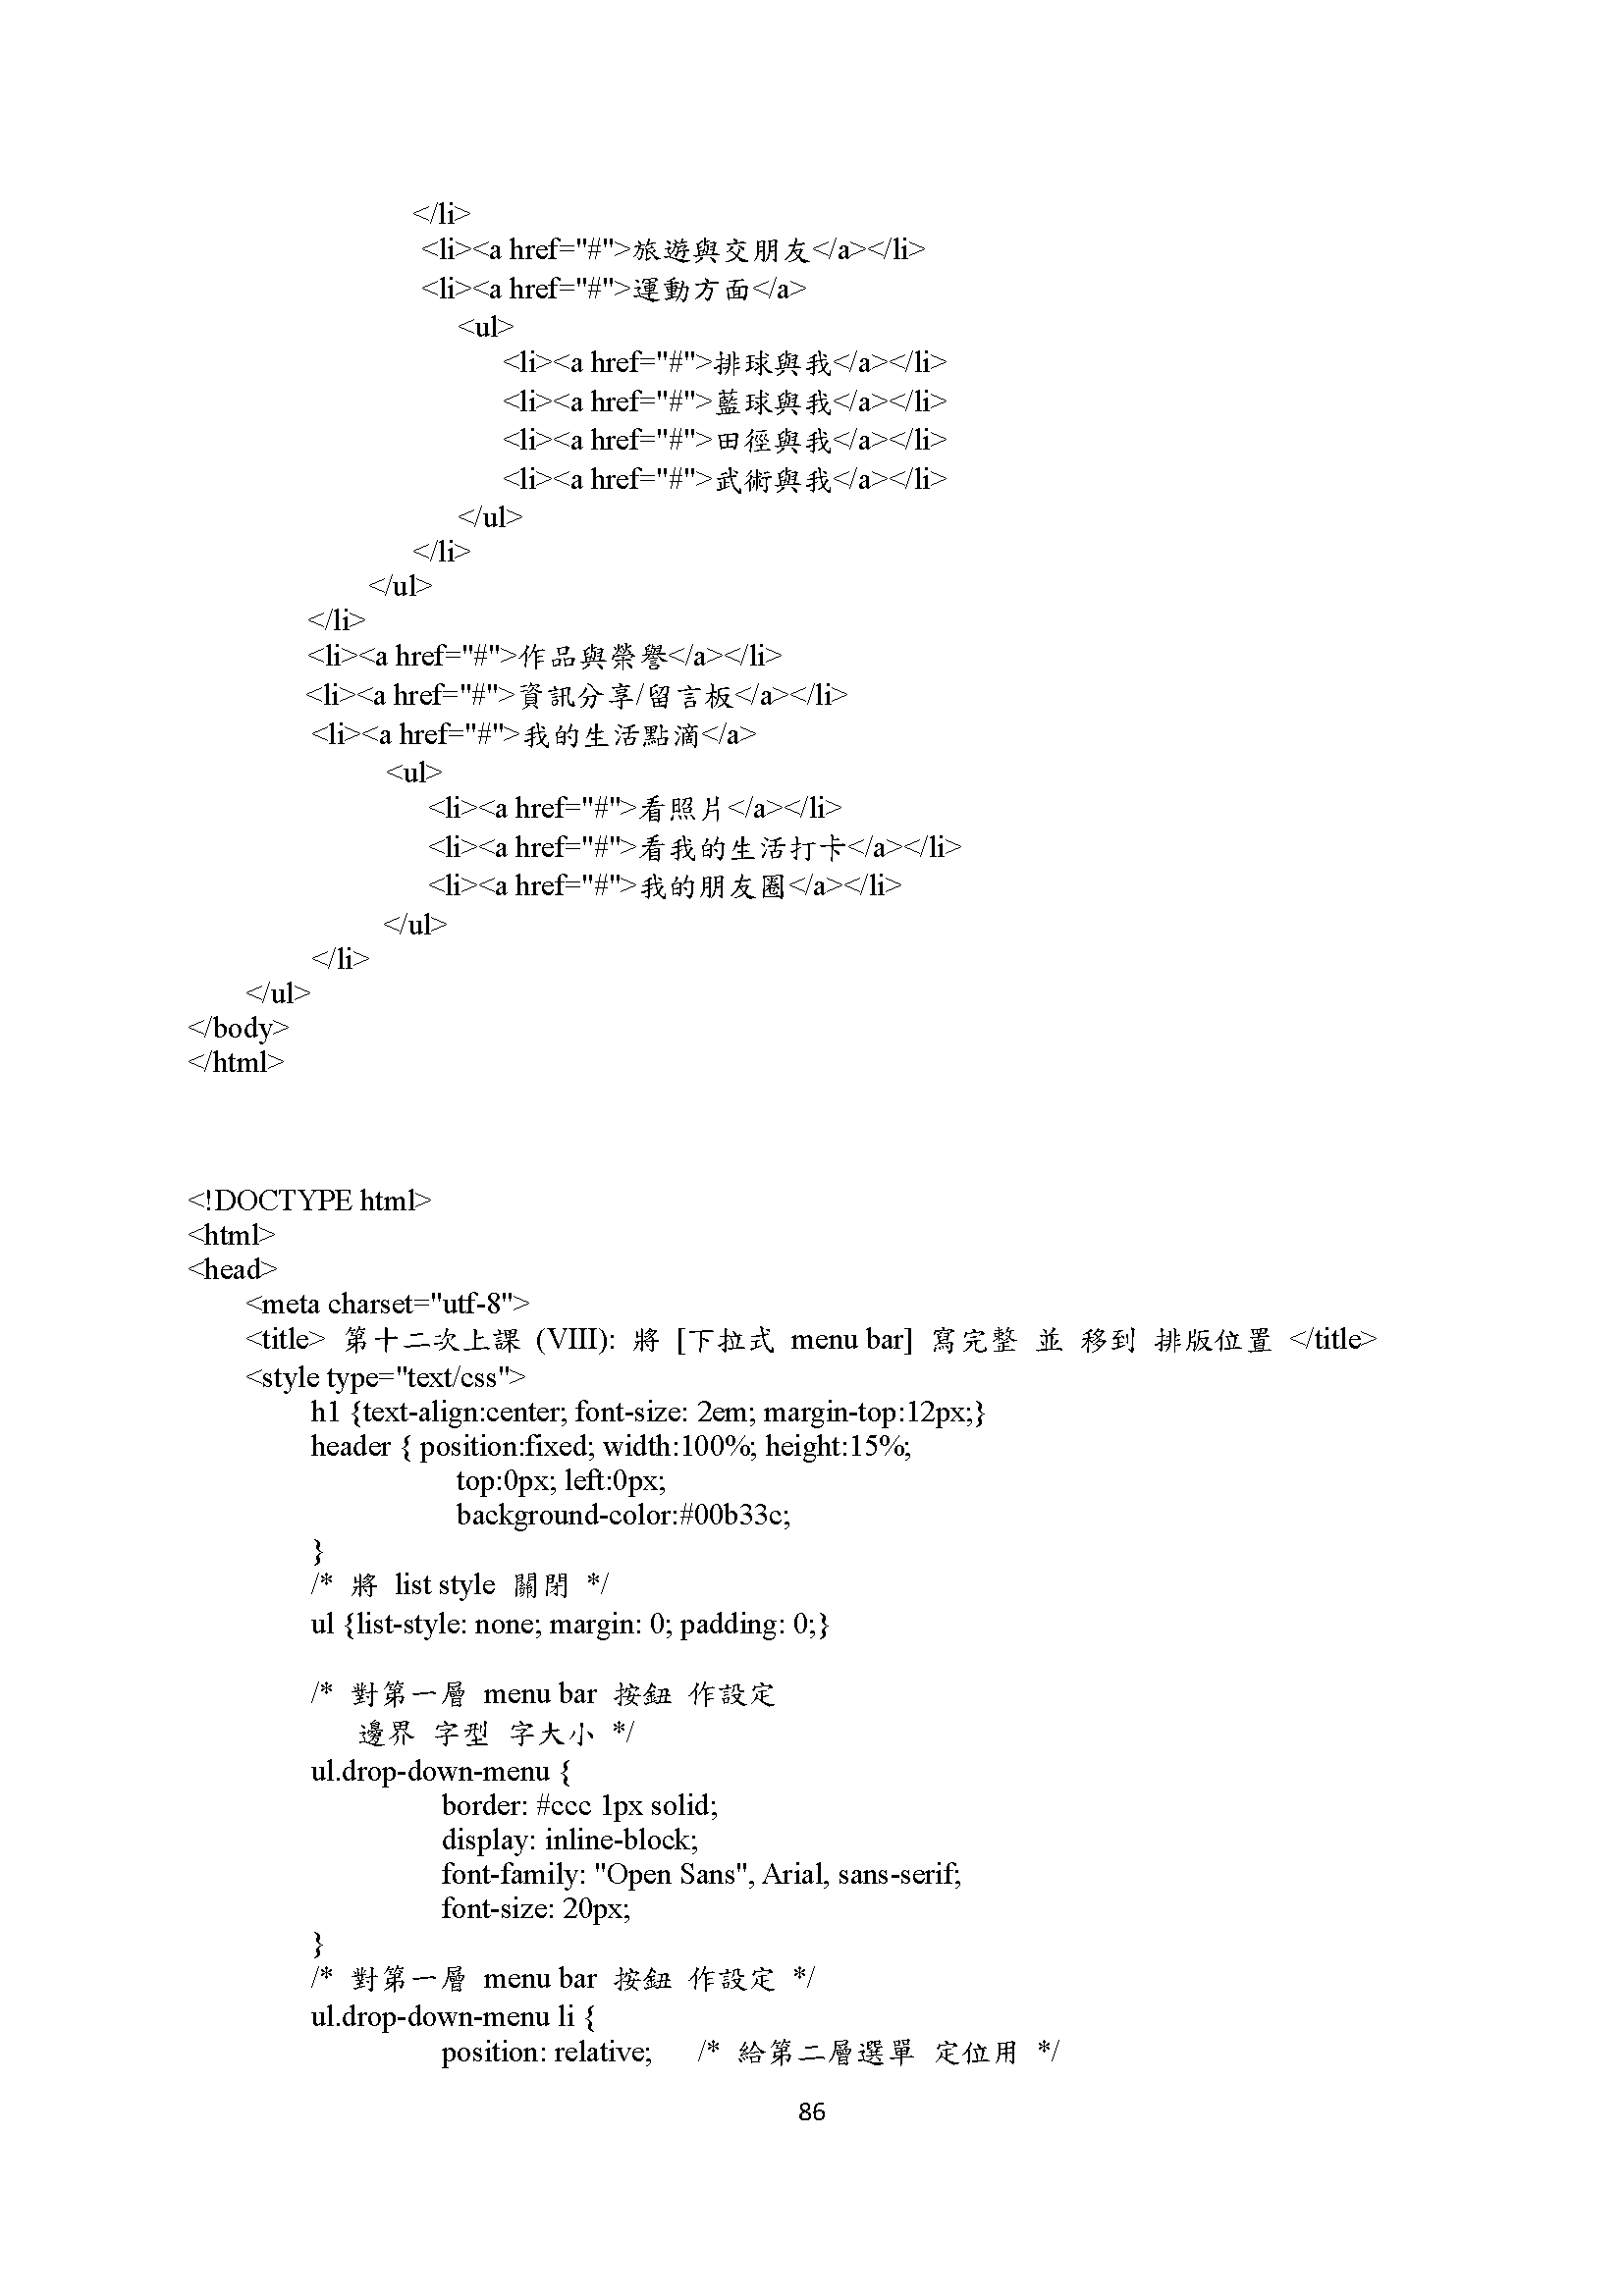 </li>
<li><a href="#">旅遊與交朋友</a></li>
<li><a href="#">運動方面</a>
<ul>
<li><a href="#">排球與我</a></li>
<li><a href="#">藍球與我</a></li>
<li><a href="#">田徑與我</a></li>
<li><a href="#">武術與我</a></li>
</ul>
</li>
</ul>
</li>
<li><a href="#">作品與榮譽</a></li>
<li><a href="#">資訊分享/留言板</a></li>
<li><a href="#">我的生活點滴</a>
<ul>
<li><a href="#">看照片</a></li>
<li><a href="#">看我的生活打卡</a></li>
<li><a href="#">我的朋友圈</a></li>
</ul>
</li>
</ul>
</body>
</html>
<!DOCTYPE html>
<html>
<head>
<meta charset="utf-8">
<title> 第十二次上課 (VIII): 將 [下拉式 menu bar] 寫完整 並 移到 排版位置 </title>
<style type="text/css">
h1 {text-align:center; font-size: 2em; margin-top:12px;}
header { position:fixed; width:100%; height:15%;
top:0px; left:0px;
background-color:#00b33c;
}
/* 將 list style 關閉 */
ul {list-style: none; margin: 0; padding: 0;}
/* 對第一層 menu bar 按鈕 作設定
邊界 字型 字大小 */
ul.drop-down-menu {
border: #ccc 1px solid;
display: inline-block;
font-family: "Open Sans", Arial, sans-serif;
font-size: 20px;
}
/* 對第一層 menu bar 按鈕 作設定 */
ul.drop-down-menu li {
position: relative; /* 給第二層選單 定位用 */
86